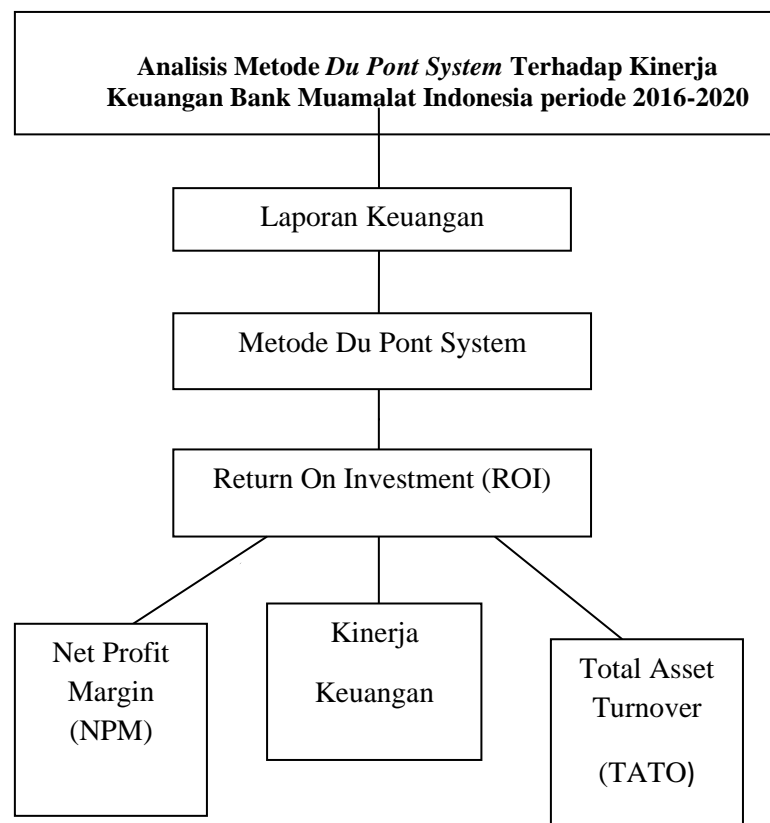 Analisis Metode Du Pont System Terhadap Kinerja
Keuangan Bank Muamalat Indonesia periode 2016-2020
Laporan Keuangan
Metode Du Pont System
Return On Investment (ROI)
Net Profit
Margin
(NPM)
Kinerja
Keuangan
Total Asset
Turnover
(TATO)